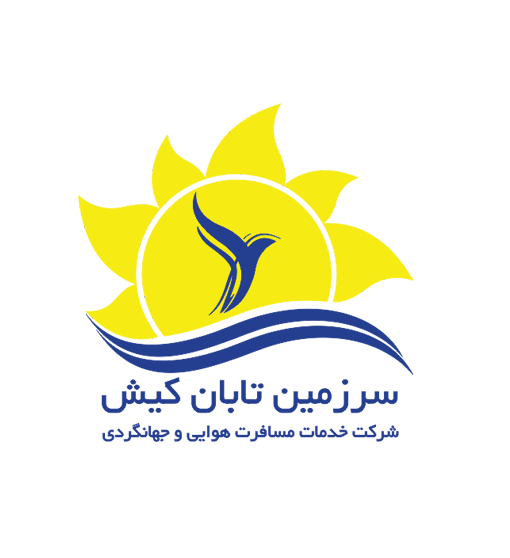 سرزمین تابان کیش
شرکت خدمات مسافرت هوایی و جهانگردی